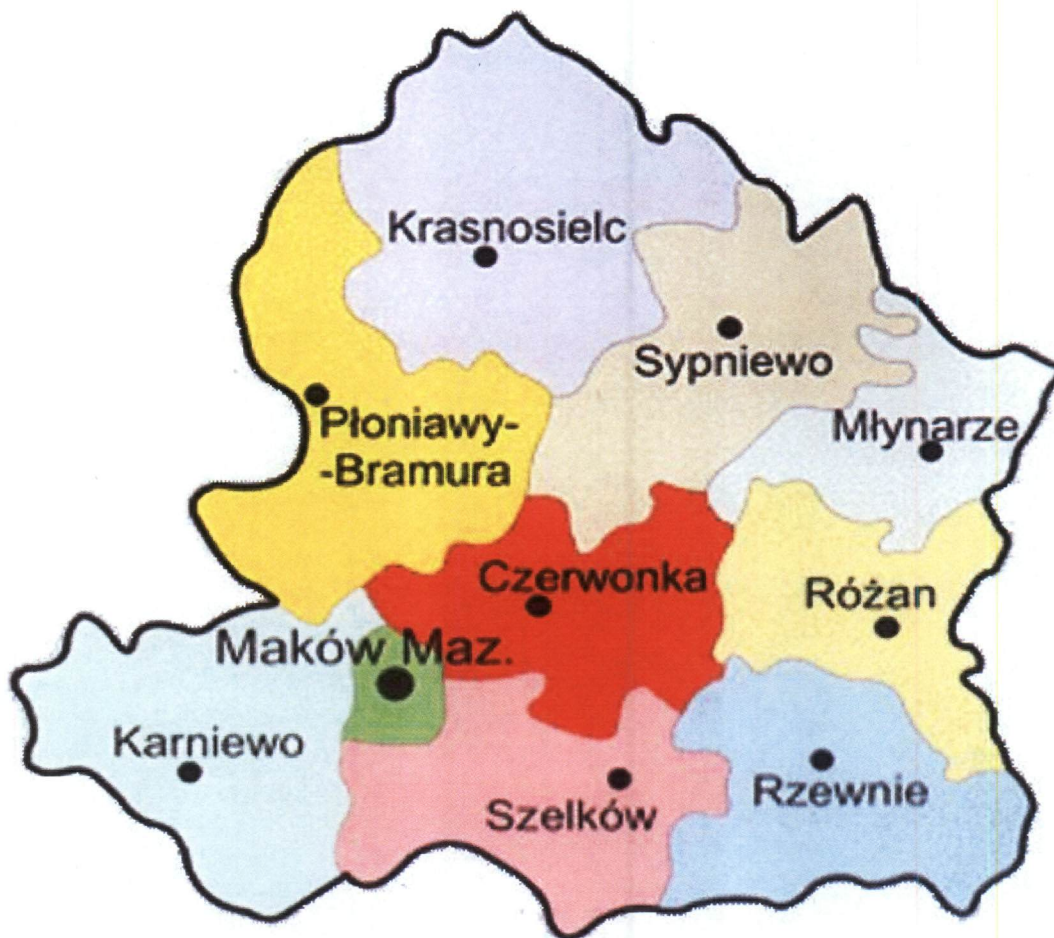 Krasnosielc
Sypniewo
Młynarze
Płoniawy-
-Bramura
Czerwonka
Różan
Maków Maz.
Karniewo
Rzewnie
Szelków